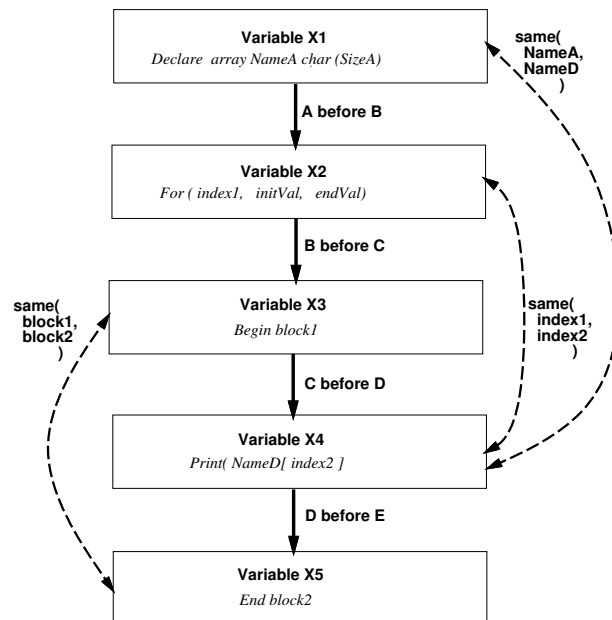 Variable X1
Declare array NameA char (SizeA)
same(
NameA,
NameD
)
A before B
Variable X2
For ( index1, initVal, endVal)
B before C
same(
block1,
block2
)
Variable X3
Begin block1
same(
index1,
index2
)
C before D
Variable X4
Print( NameD[ index2 ]
D before E
Variable X5
End block2